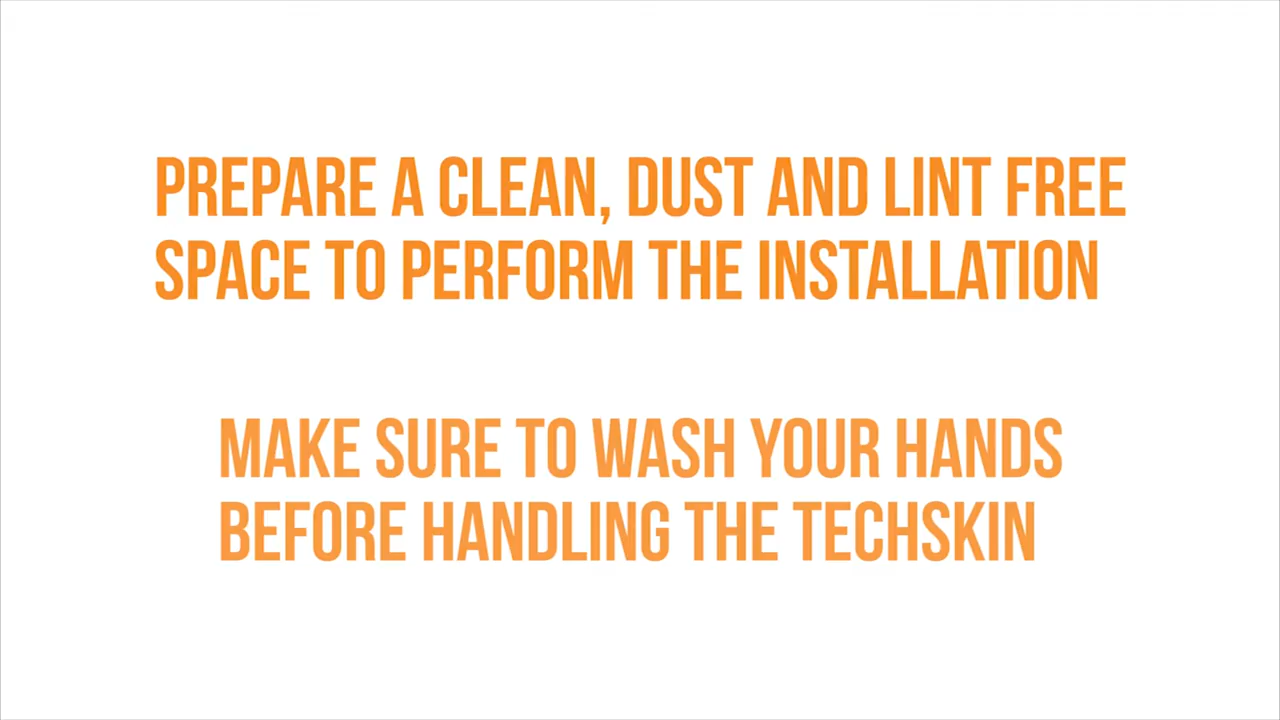 PREPARE A CLEAN, DUST AND LINT FREE
SPACE TO PERFORM THE INSTALLATION
MAKE SURE TO WASH YOUR HANDS
BEFORE HANDLING THE TECHSKIN